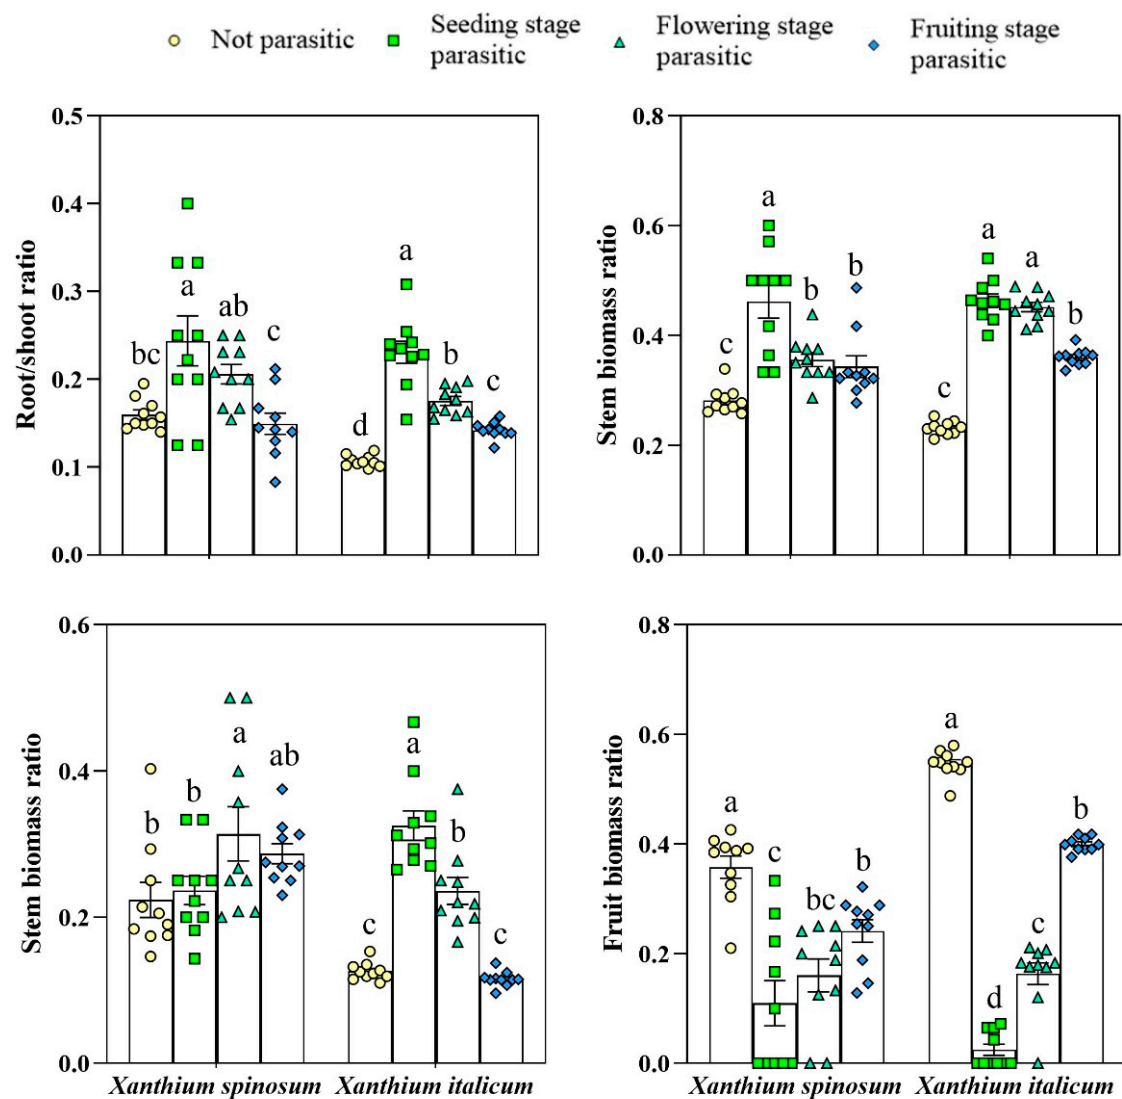 Not parasitic
Seeding stage
parasitic
Flowering stage
parasitic
Fruiting stage
parasitic
Root/shoot ratio
0.5
0.4
0.3
0.2
0.1
0.0
bc
a
ab
c
d
a
b
c
Stem biomass ratio
0.8
0.6
0.4
0.2
0.0
c
a
b
b
c
a
a
b
Stem biomass ratio
0.6
0.4
0.2
0.0
b
b
a
ab
c
a
b
c
Xanthium spinosum Xanthium italicum
Fruit biomass ratio
0.8
0.6
0.4
0.2
0.0
a
c
bc
b
a
d
c
b
Xanthium spinosum Xanthium italicum